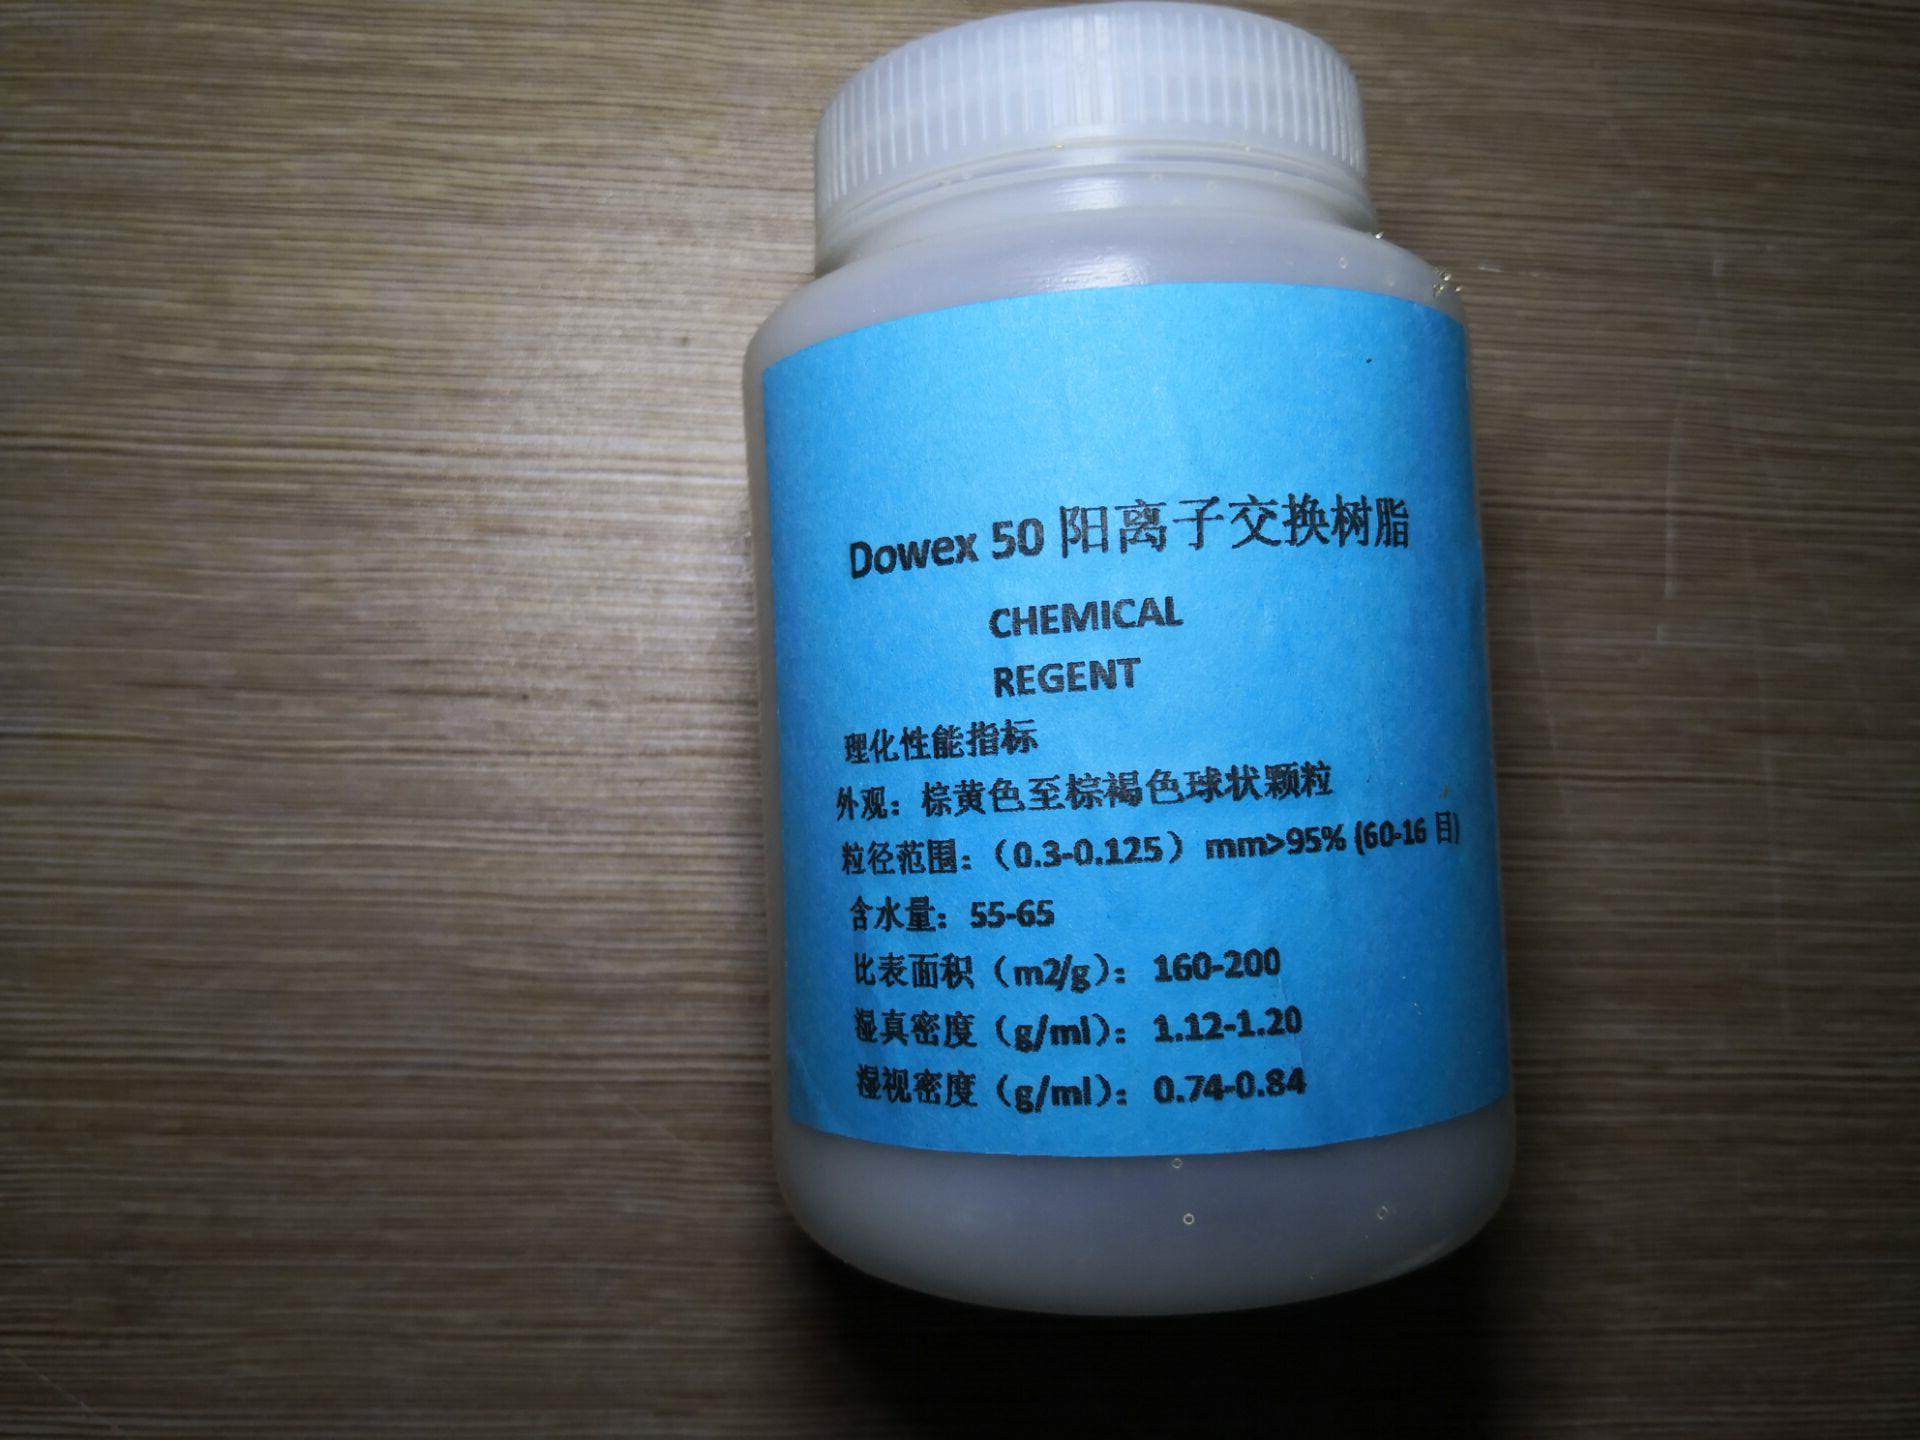 Dowex 50 阳离子交换树脂
CHEMICAL
REGENT
理化性能指标
外观：棕黄色至棕褐色球状颗粒
粒径范围：（0.3-0.125）mm>95% (60-16 目)
含水量：55-65
比表面积（m2/g）：160-200
湿真密度（g/ml）：1.12-1.20
湿视密度（g/ml）：0.74-0.84